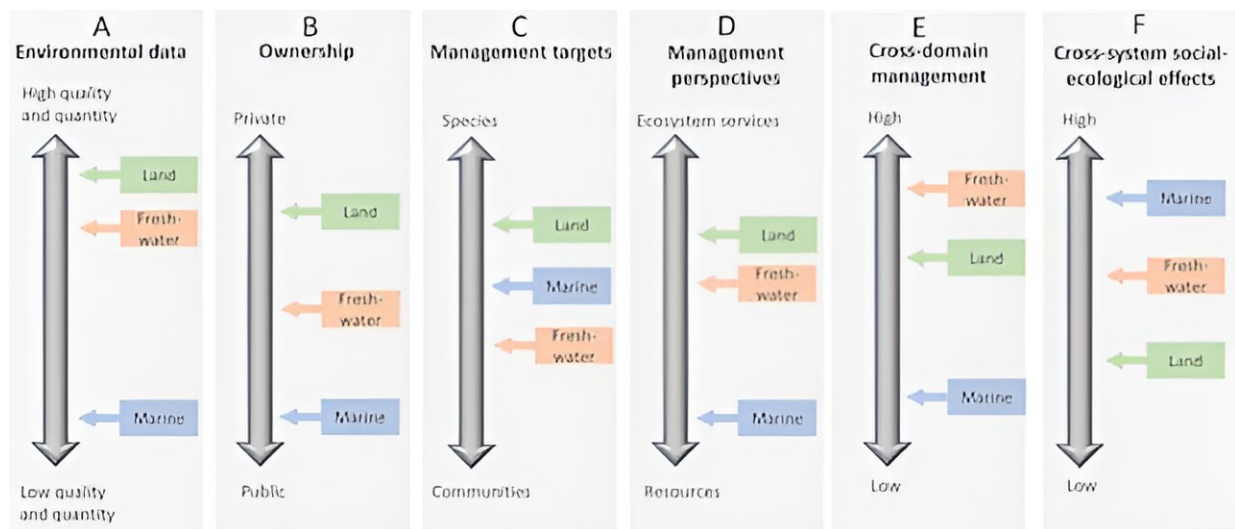 A
Environmental data
High quality
and quantity
Land
Fresh-
water
Marine
Low quality
and quantity
B
Ownership
Private
Land
Fresh-
water
Marine
Public
C
Management targets
Species
Land
Marine
Fresh-
water
Communities
D
Management
perspectives
Ecosystem services
Land
Fresh-
water
Marine
Resources
E
Cross-domain
management
High
Fresh-
water
Land
Marine
Low
F
Cross-system social-
ecological effects
High
Marine
Fresh-
water
Land
Low